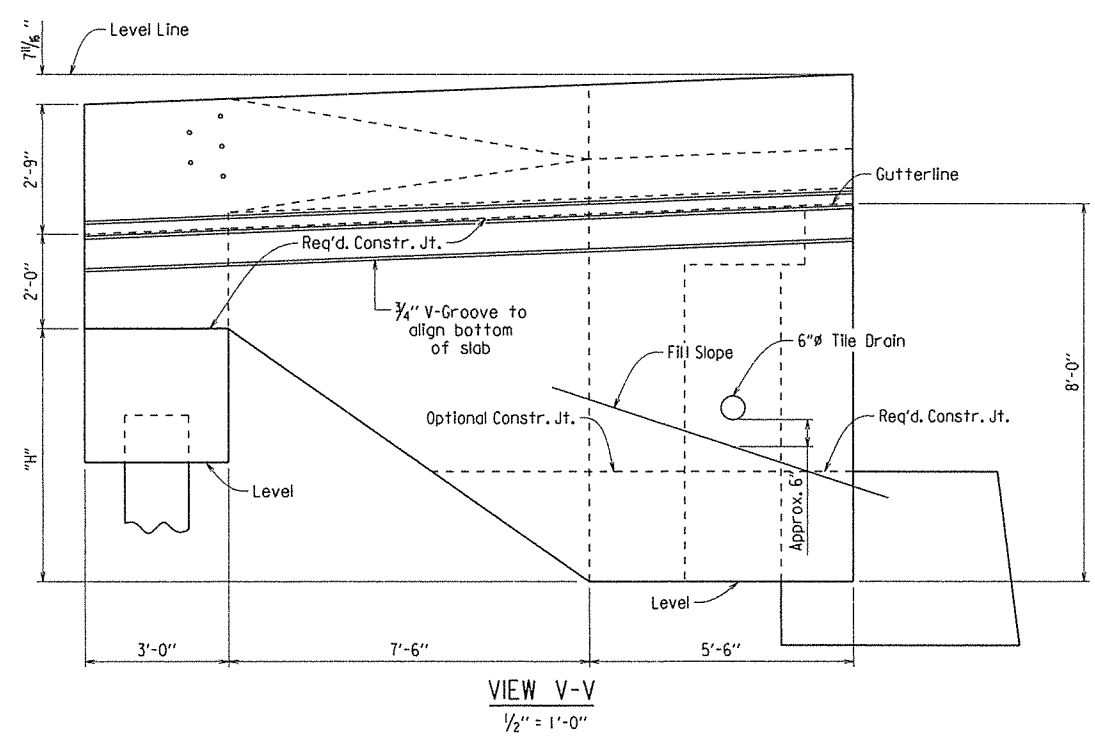 7 11/16"
Level Line
2'-9"
Gutterline
Req'd. Constr. Jt.
2'-0"
3/4" V-Groove to
align bottom
of slab
6"ø Tile Drain
Fill Slope
8'-0"
Optional Constr. Jt.
Req'd. Constr. Jt.
"H"
Level
Approx. 6"
Level
3'-0"
7'-6"
5'-6"
VIEW V-V
1/2" = 1'-0"